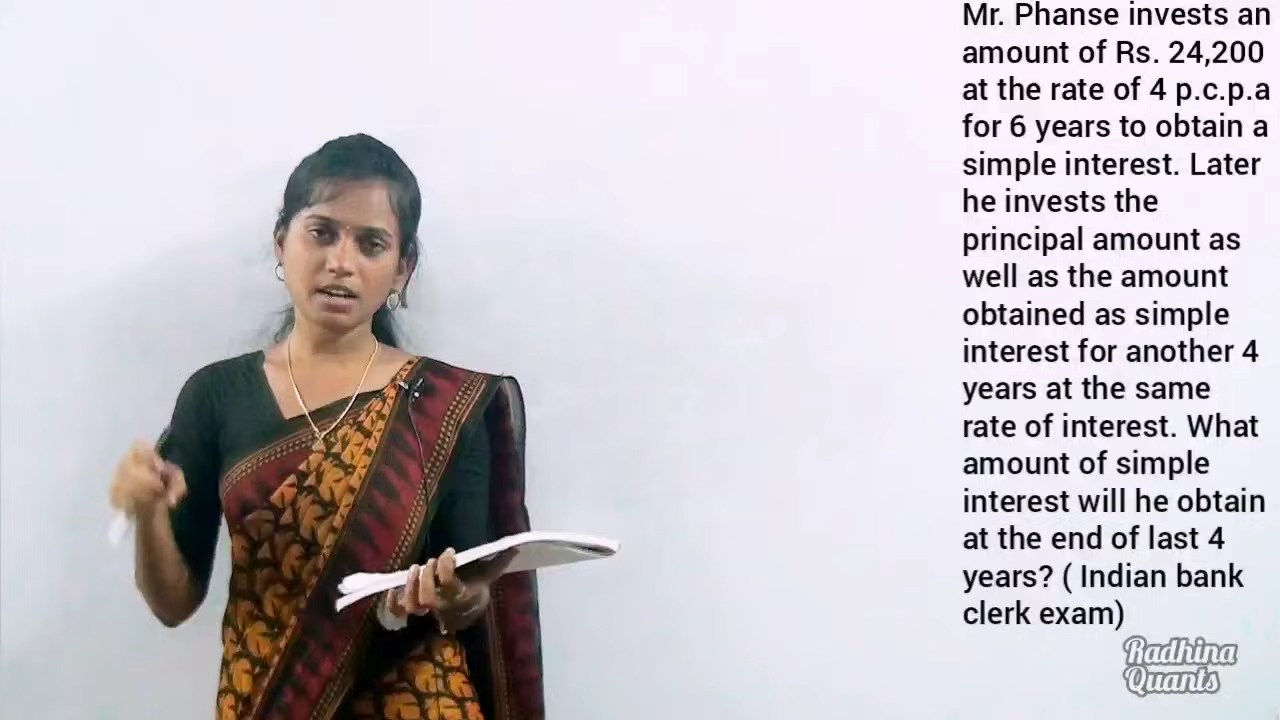 Mr. Phanse invests an
amount of Rs. 24,200
at the rate of 4 p.c.p.a
for 6 years to obtain a
simple interest. Later
he invests the
principal amount as
well as the amount
obtained as simple
interest for another 4
years at the same
rate of interest. What
amount of simple
interest will he obtain
at the end of last 4
years? ( Indian bank
clerk exam)
Radhina
Quants